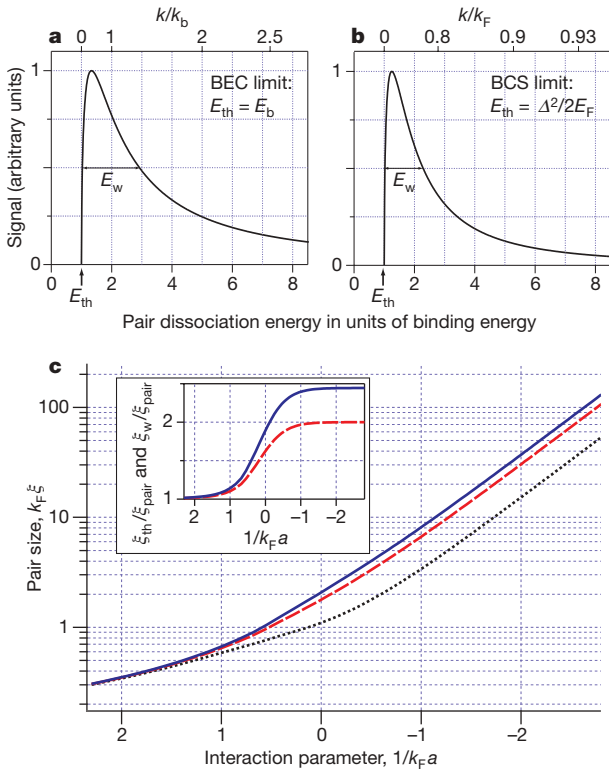 k/k_b
k/k_F
0 1 2 2.5
0 0.8 0.9 0.93
a
b
BEC limit:
E_th = E_b
BCS limit:
E_th = Δ²/2E_F
Signal (arbitrary units)
1
0
1
0
E_w
E_w
0 2 4 6 8
0 2 4 6 8
E_th
E_th
Pair dissociation energy in units of binding energy
c
Pair size, k_Fξ
100
10
1
ξ_th/ξ_pair and ξ_w/ξ_pair
2
1
2 1 0 −1 −2
1/k_Fa
2 1 0 −1 −2
Interaction parameter, 1/k_Fa